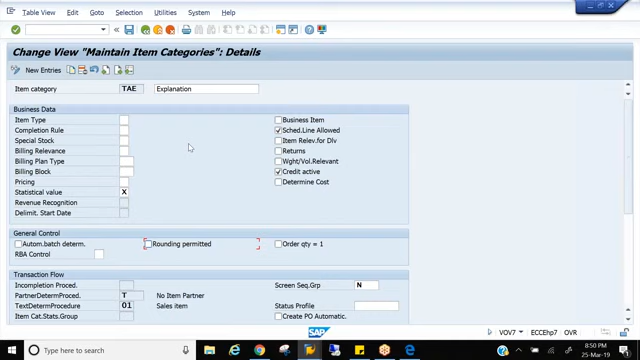 Table View Edit Goto Selection Utilities System Help
Change View "Maintain Item Categories": Details
New Entries
Item category TAE Explanation
Business Data
Item Type Business Item
Completion Rule Sched.Line Allowed
Special Stock Item Relev.for Dlv
Billing Relevance Returns
Billing Plan Type Wght/Vol.Relevant
Billing Block Credit active
Pricing Determine Cost
Statistical value X
Revenue Recognition
Delimit. Start Date
General Control
Autom.batch determ. Rounding permitted Order qty = 1
RBA Control
Transaction Flow
Incompletion Proced. Screen Seq.Grp N
PartnerDetermProced. T No Item Partner
TextDetermProcedure 01 Sales item Status Profile
Item Cat.Stats.Group Create PO Automatic.
SAP
VOV7 ECCEhp7 OVR
Type here to search
8:50 PM
25-Mar-19